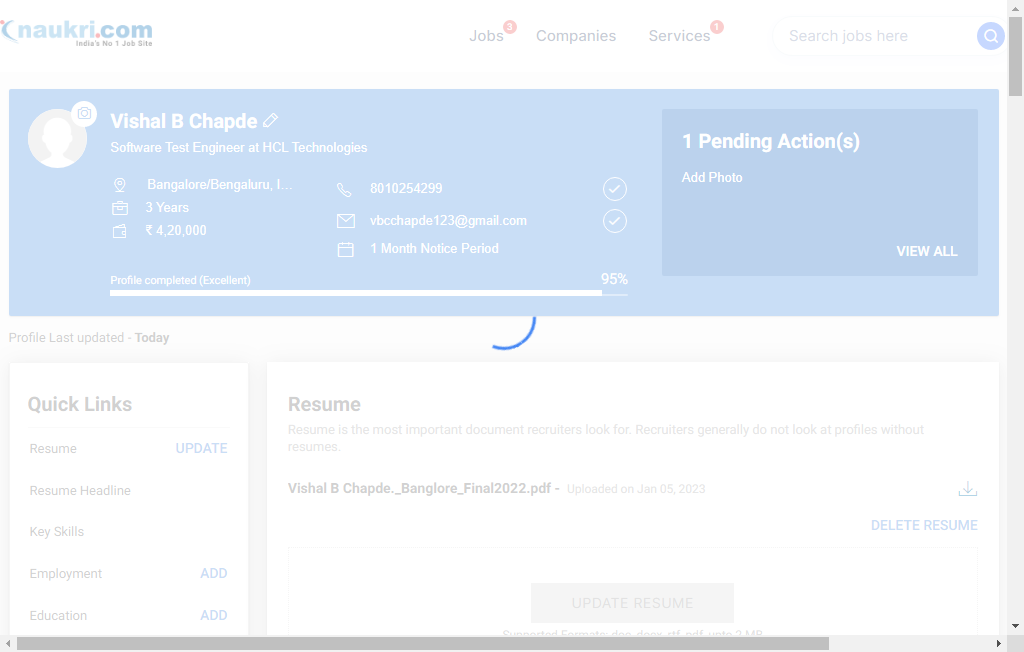 naukri.com
India's No 1 Job Site
Jobs 3 Companies Services 1 Search jobs here
Vishal B Chapde
Software Test Engineer at HCL Technologies
Bangalore/Bengaluru, I...
3 Years
₹ 4,20,000
8010254299
vbcchapde123@gmail.com
1 Month Notice Period
Profile completed (Excellent) 95%
1 Pending Action(s)
Add Photo
VIEW ALL
Profile Last updated - Today
Quick Links
Resume UPDATE
Resume Headline
Key Skills
Employment ADD
Education ADD
Resume
Resume is the most important document recruiters look for. Recruiters generally do not look at profiles without
resumes.
Vishal B Chapde._Banglore_Final2022.pdf - Uploaded on Jan 05, 2023
DELETE RESUME
UPDATE RESUME
Supported Formats: doc, docx, rtf, pdf, upto 2 MB